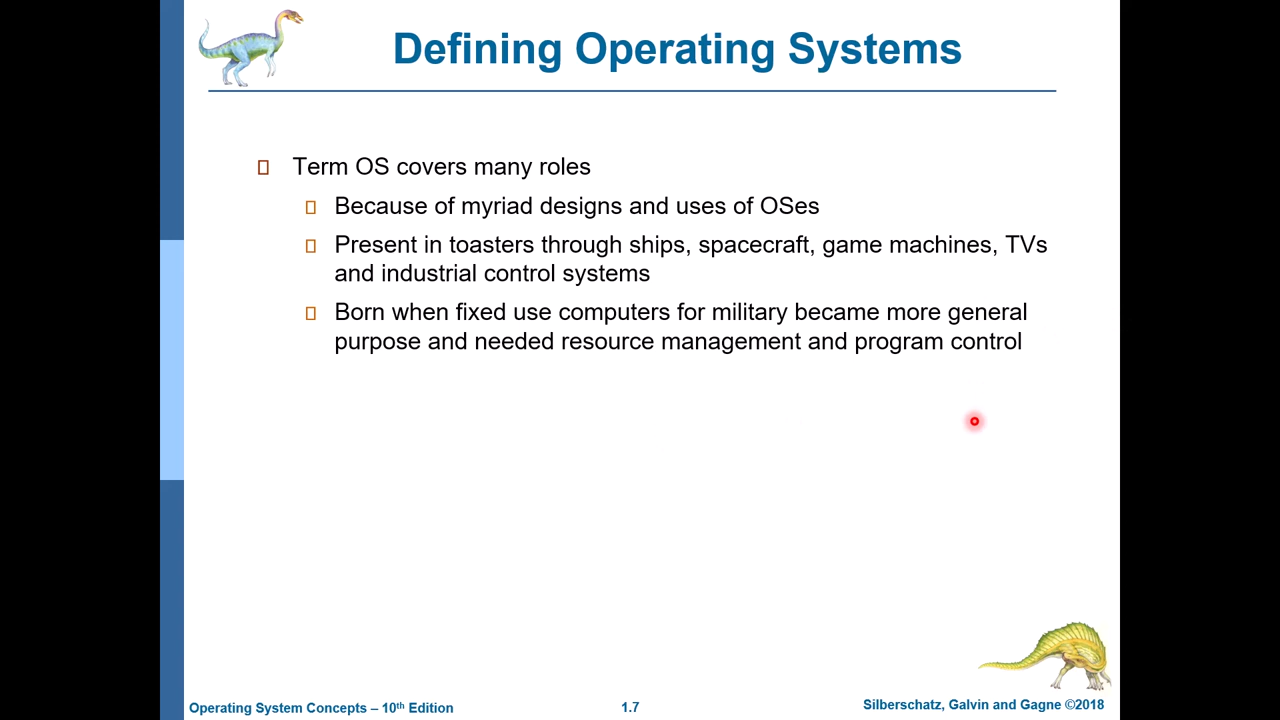 Defining Operating Systems
Term OS covers many roles
Because of myriad designs and uses of OSes
Present in toasters through ships, spacecraft, game machines, TVs
and industrial control systems
Born when fixed use computers for military became more general
purpose and needed resource management and program control
Operating System Concepts – 10th Edition
1.7
Silberschatz, Galvin and Gagne ©2018